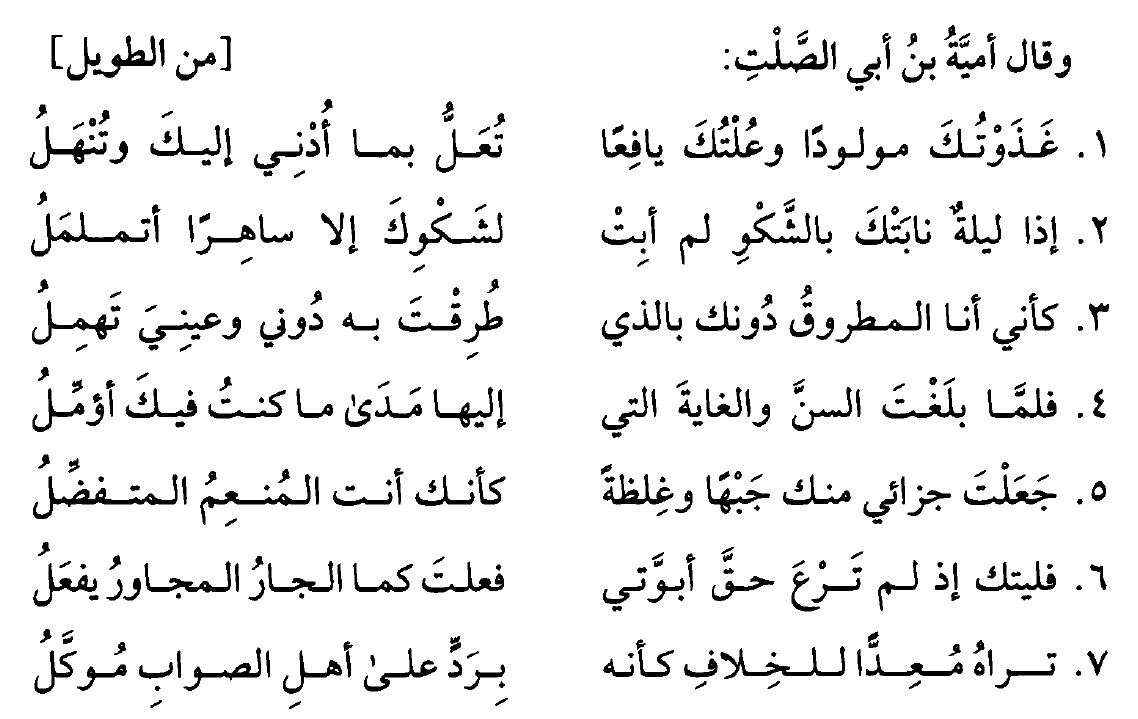 وقال أميَّةُ بنُ أبي الصَّلْتِ: [من الطويل]
١. غَذَوْتُكَ مولودًا وعُلْتُكَ يافِعًا تُعَلُّ بما أُدْنِي إليكَ وتُنْهَلُ
٢. إذا ليلةٌ نابَتْكَ بالشَّكْوِ لم أبِتْ لشَكْوِكَ إلا ساهِرًا أتململُ
٣. كأني أنا المطروقُ دُونك بالذي طُرِقْتَ به دُوني وعينِيَ تَهمِلُ
٤. فلمَّا بلَغْتَ السنَّ والغايةَ التي إليها مَدَىٰ ما كنتُ فيكَ أؤمِّلُ
٥. جَعَلْتَ جزائي منك جَبْهًا وغِلظةً كأنك أنت المُنعِمُ المتفضِّلُ
٦. فليتك إذ لم تَرْعَ حقَّ أبوَّتي فعلتَ كما الجارُ المجاورُ يفعَلُ
٧. تراهُ مُعِدًّا للخِلافِ كأنه بِرَدٍّ علىٰ أهلِ الصوابِ مُوكَّلُ